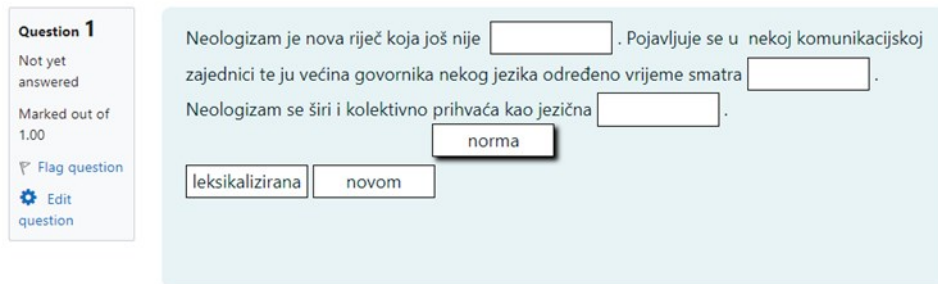 Question 1
Not yet
answered
Marked out of
1.00
Flag question
Edit
question
Neologizam je nova riječ koja još nije . Pojavljuje se u nekoj komunikacijskoj
zajednici te ju većina govornika nekog jezika određeno vrijeme smatra .
Neologizam se širi i kolektivno prihvaća kao jezična .
norma
leksikalizirana novom